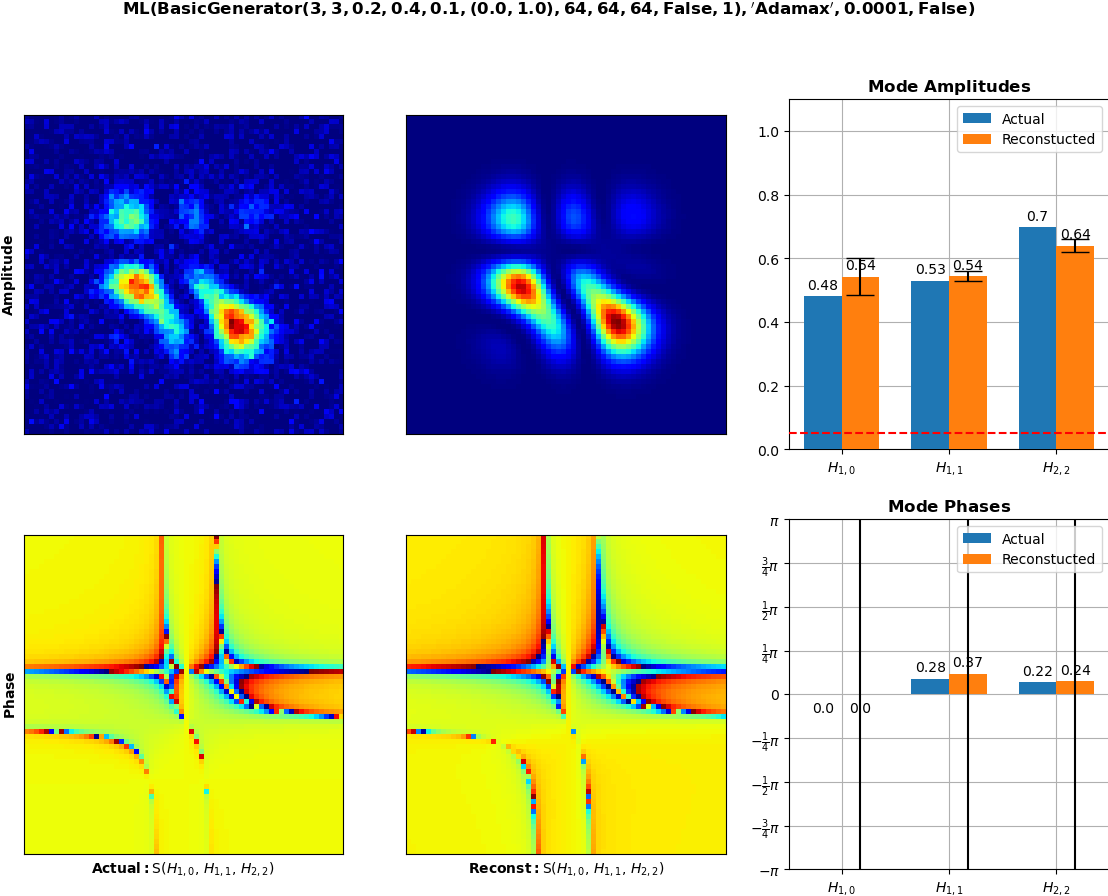 ML(BasicGenerator(3, 3, 0.2, 0.4, 0.1, (0.0, 1.0), 64, 64, 64, False, 1), 'Adamax', 0.0001, False)
Amplitude
Mode Amplitudes
Actual
Reconstucted
1.0
0.8
0.6
0.4
0.2
0.0
0.48
0.54
0.53
0.54
0.7
0.64
H1,0
H1,1
H2,2
Phase
Actual: S(H1,0, H1,1, H2,2)
Reconst: S(H1,0, H1,1, H2,2)
Mode Phases
Actual
Reconstucted
π
3/4π
1/2π
1/4π
0
−1/4π
−1/2π
−3/4π
−π
0.0
0.0
0.28
0.37
0.22
0.24
H1,0
H1,1
H2,2